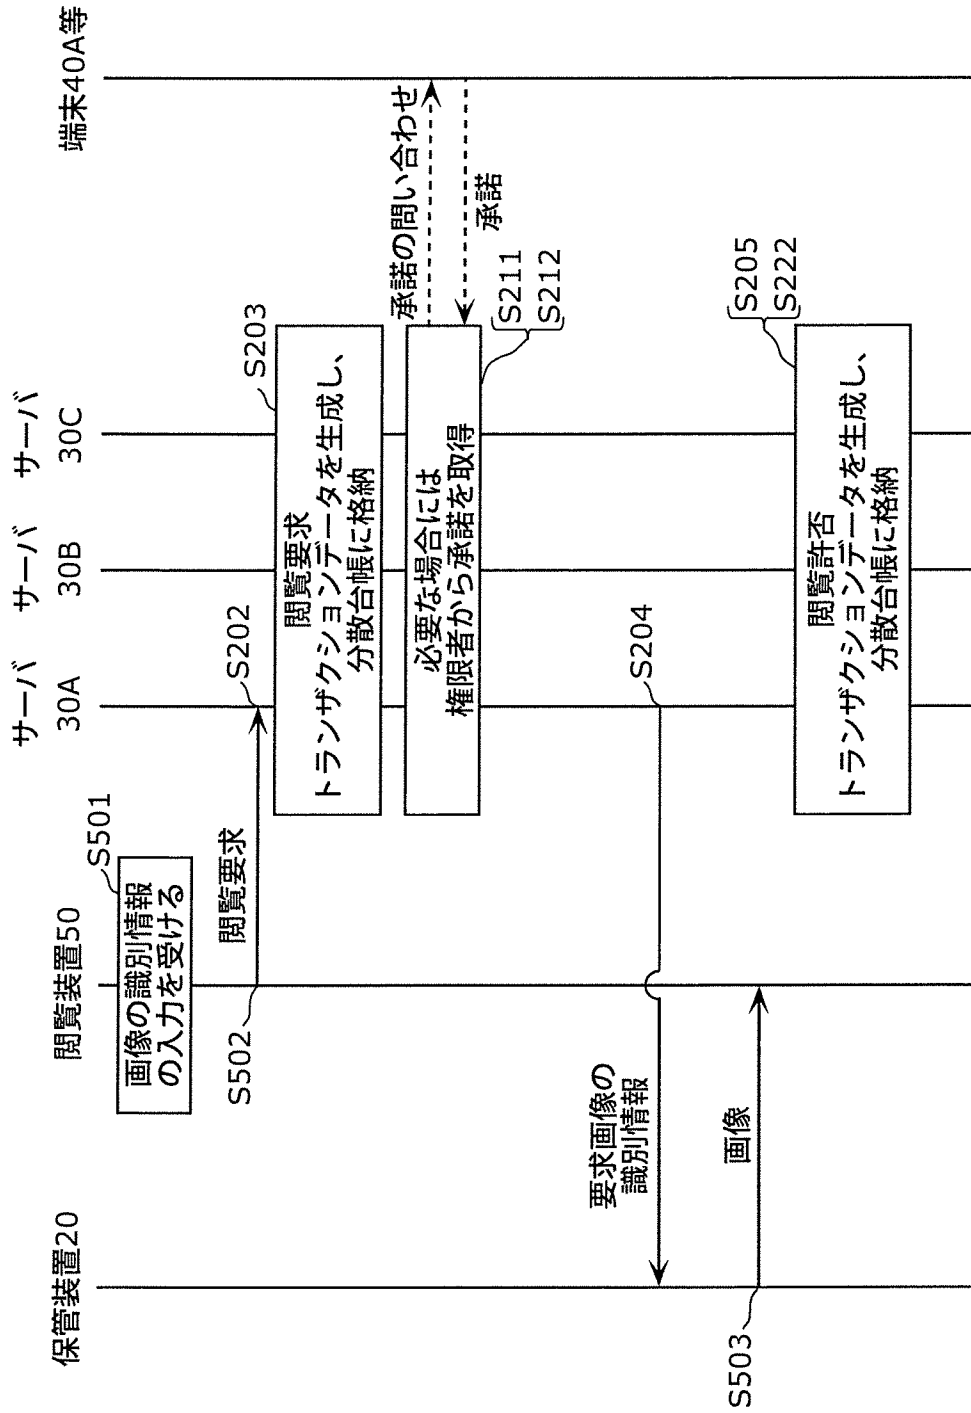 保管装置20
閲覧装置50
サーバ
30A
サーバ
30B
サーバ
30C
端末40A等
S501
画像の識別情報
の入力を受ける
S502
閲覧要求
S202
S203
閲覧要求
トランザクションデータを生成し、
分散台帳に格納
承諾の問い合わせ
必要な場合には
権限者から承諾を取得
承諾
S211
S212
S204
要求画像の
識別情報
S503
画像
S205
S222
閲覧許否
トランザクションデータを生成し、
分散台帳に格納